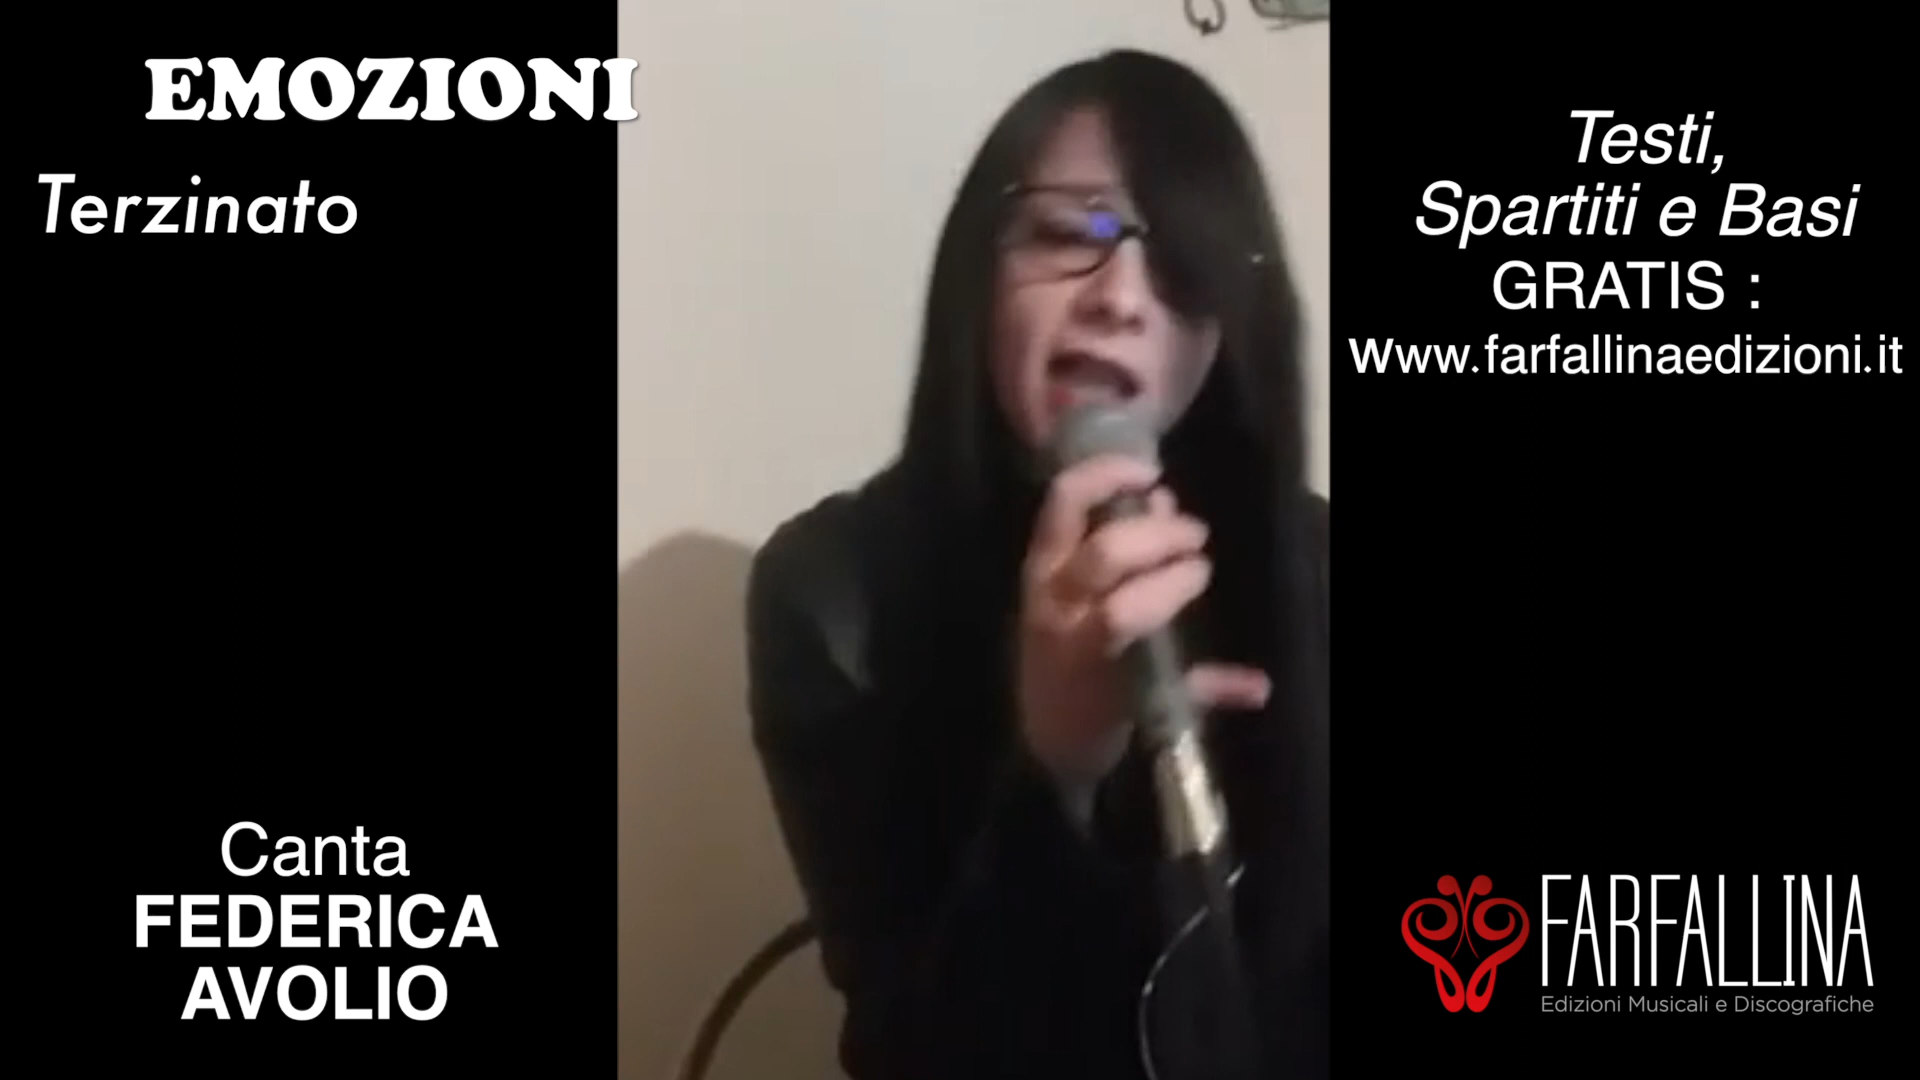 EMOZIONI
Terzinato
Testi,
Spartiti e Basi
GRATIS :
Www.farfallinaedizioni.it
Canta
FEDERICA
AVOLIO
FARFALLINA
Edizioni Musicali e Discografiche